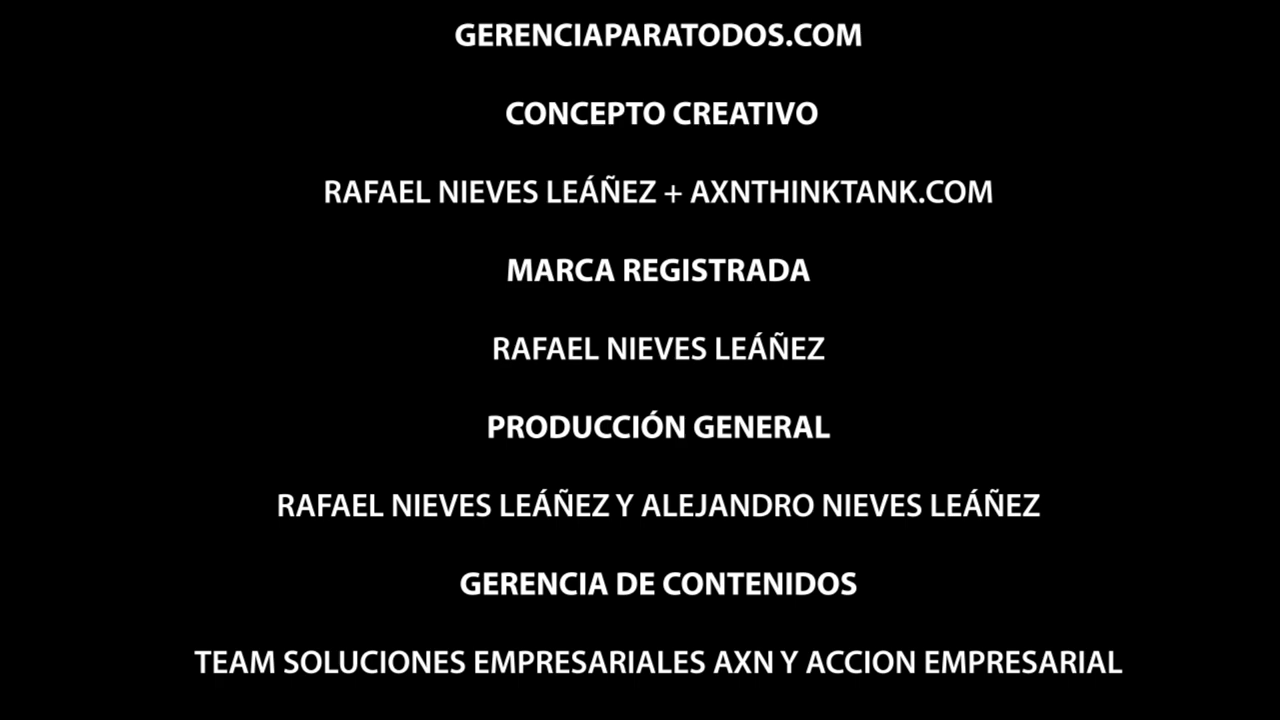 GERENCIAPARATODOS.COM
CONCEPTO CREATIVO
RAFAEL NIEVES LEÁÑEZ + AXNTHINKTANK.COM
MARCA REGISTRADA
RAFAEL NIEVES LEÁÑEZ
PRODUCCIÓN GENERAL
RAFAEL NIEVES LEÁÑEZ Y ALEJANDRO NIEVES LEÁÑEZ
GERENCIA DE CONTENIDOS
TEAM SOLUCIONES EMPRESARIALES AXN Y ACCION EMPRESARIAL